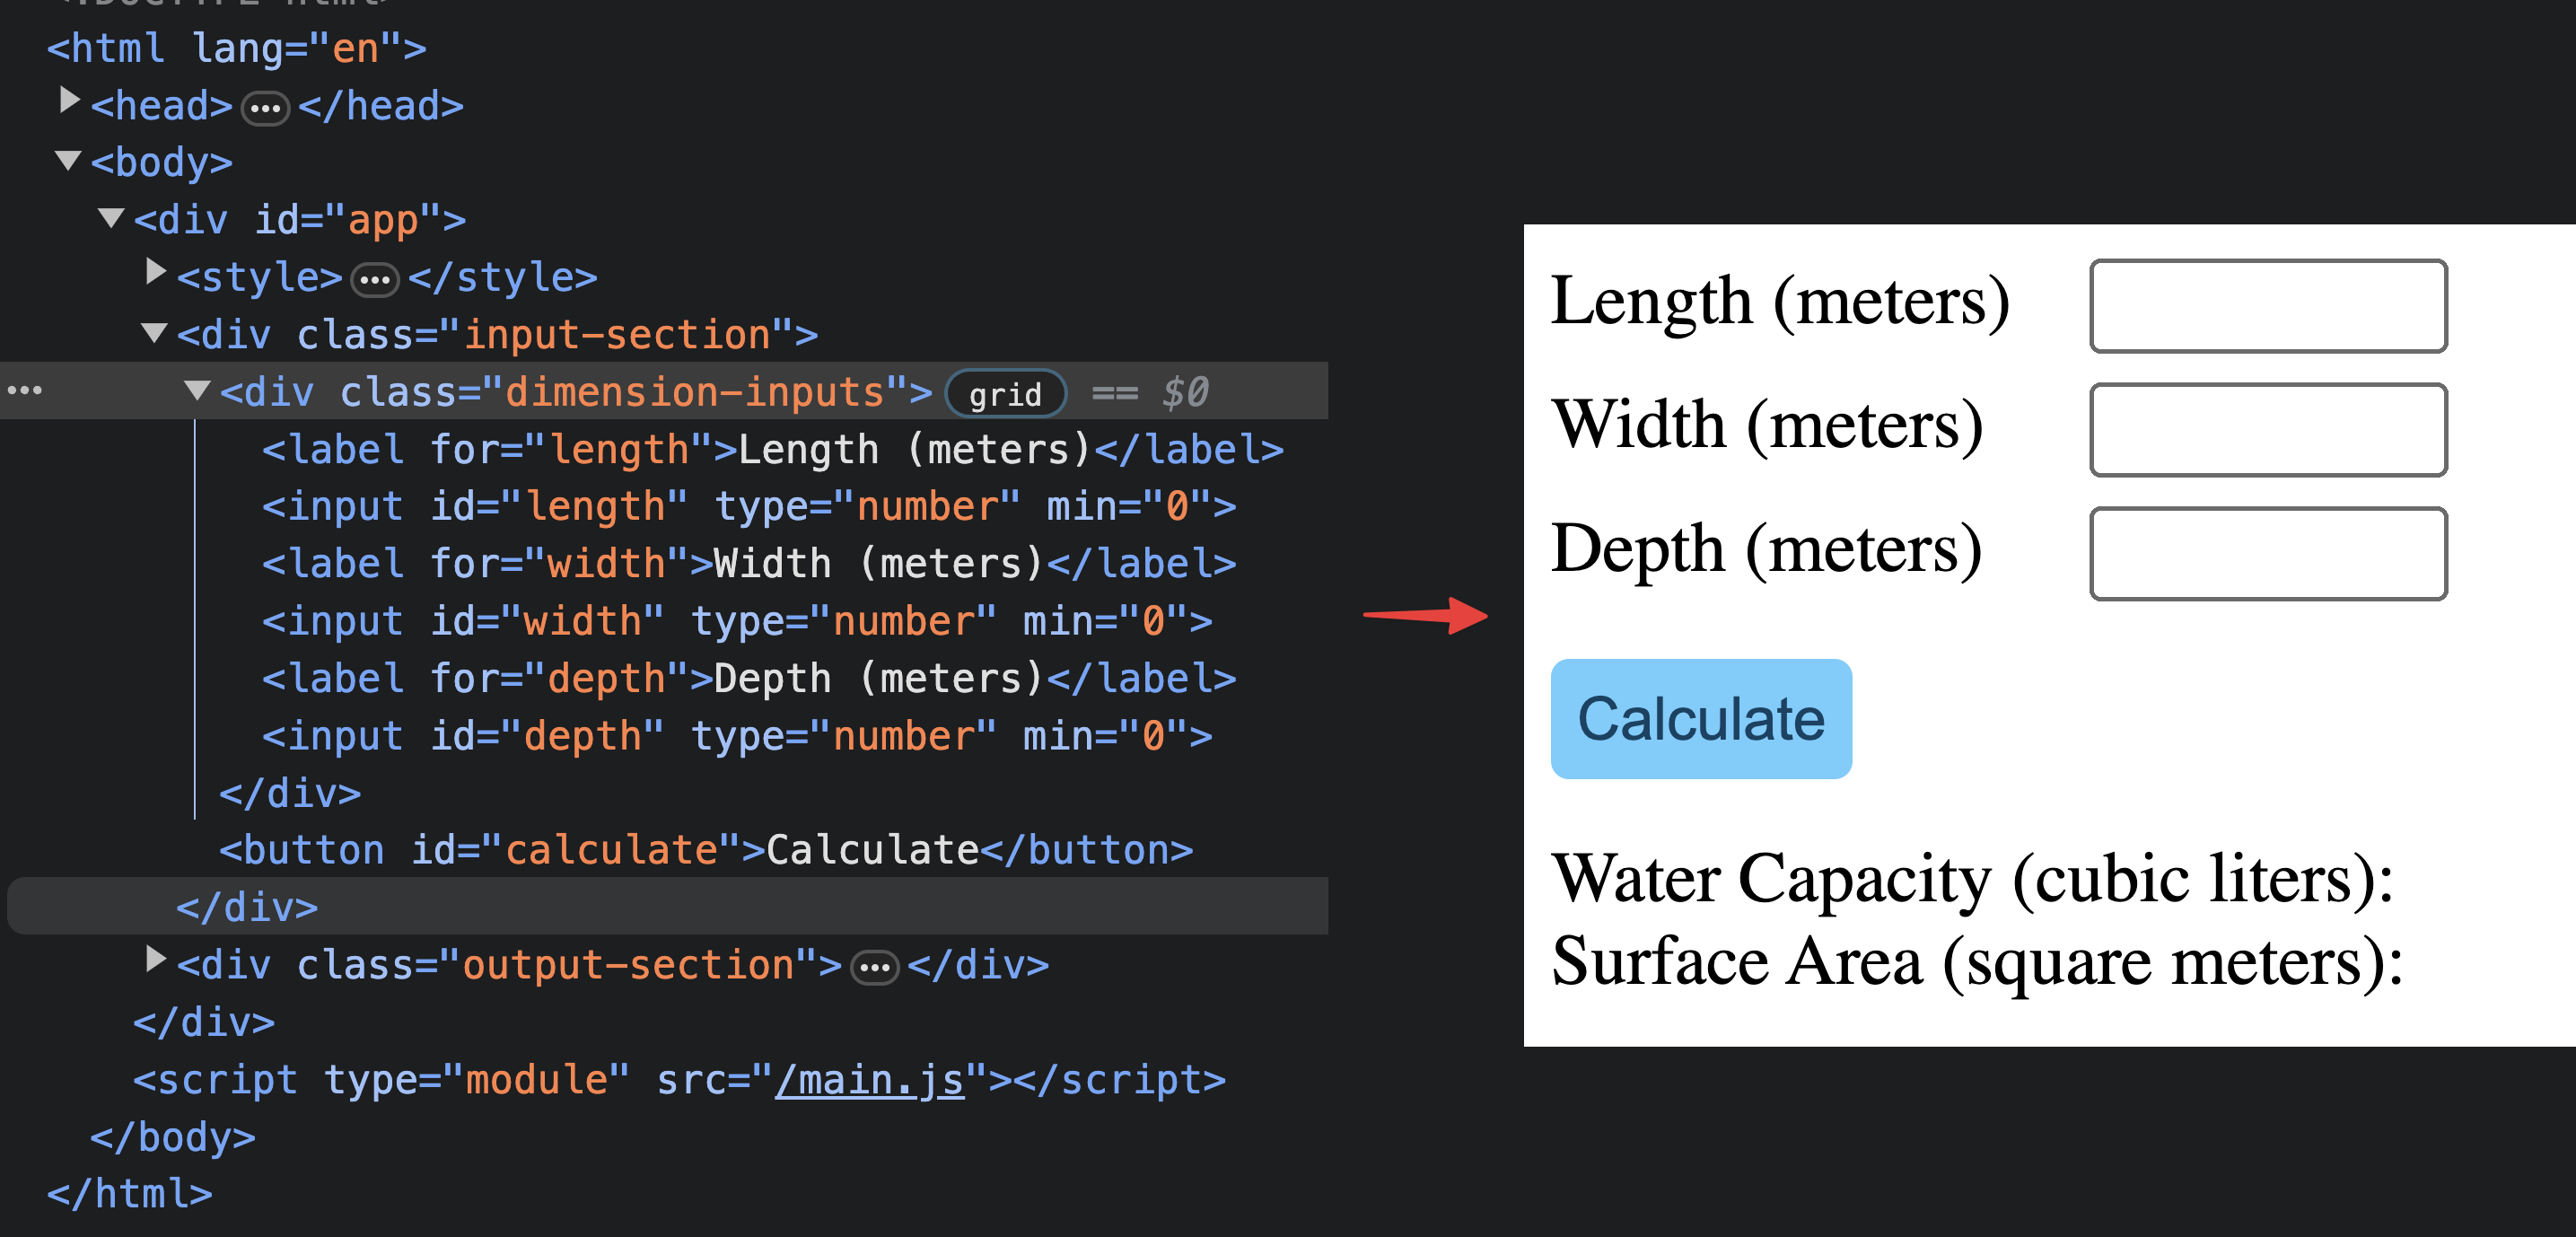 <!DOCTYPE html>
<html lang="en">
<head> ••• </head>
<body>
<div id="app">
<style> ••• </style>
<div class="input-section">
••• <div class="dimension-inputs"> grid == $0
<label for="length">Length (meters)</label>
<input id="length" type="number" min="0">
<label for="width">Width (meters)</label>
<input id="width" type="number" min="0">
<label for="depth">Depth (meters)</label>
<input id="depth" type="number" min="0">
</div>
<button id="calculate">Calculate</button>
</div>
<div class="output-section"> ••• </div>
</div>
<script type="module" src="/main.js"></script>
</body>
</html>
Length (meters)
Width (meters)
Depth (meters)
Calculate
Water Capacity (cubic liters):
Surface Area (square meters):